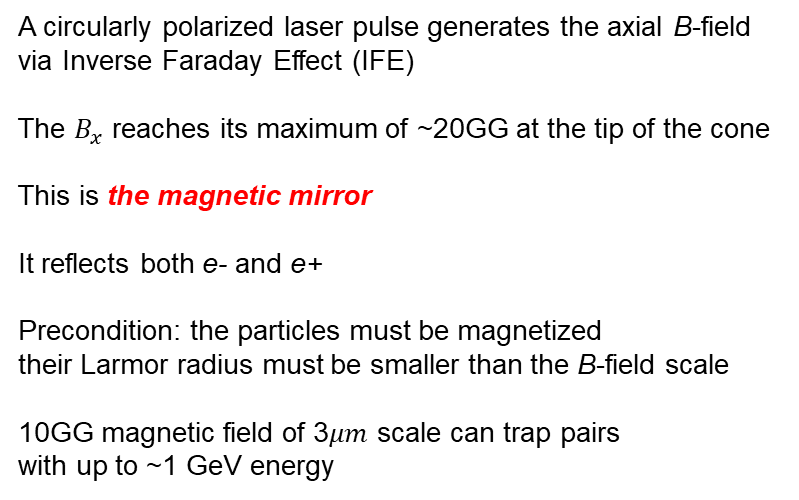 A circularly polarized laser pulse generates the axial B-field
via Inverse Faraday Effect (IFE)
The Bₓ reaches its maximum of ~20GG at the tip of the cone
This is the magnetic mirror
It reflects both e- and e+
Precondition: the particles must be magnetized
their Larmor radius must be smaller than the B-field scale
10GG magnetic field of 3μm scale can trap pairs
with up to ~1 GeV energy